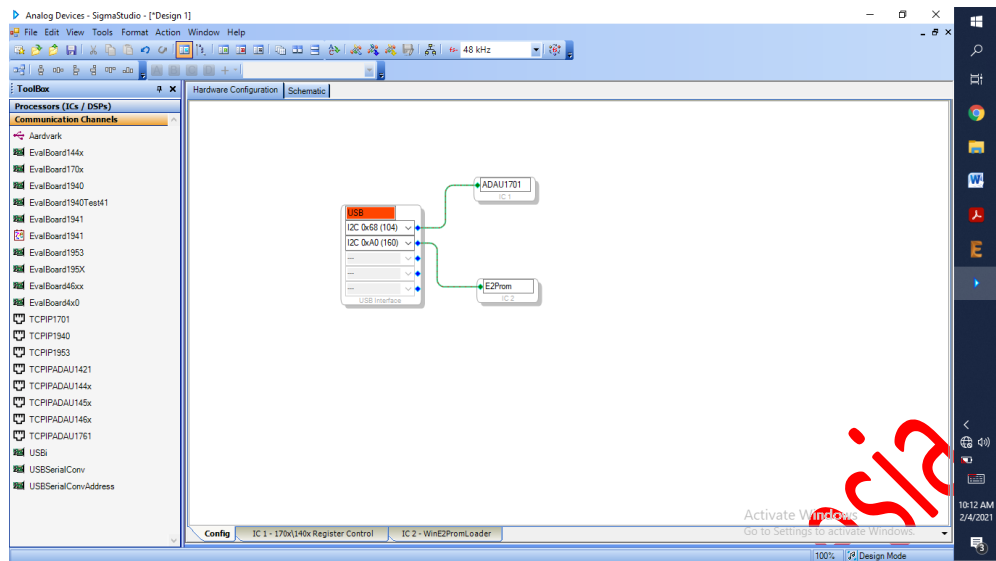 Analog Devices - SigmaStudio - [*Design 1]
File Edit View Tools Format Action Window Help
48 kHz
ToolBox
Hardware Configuration Schematic
Processors (ICs / DSPs)
Communication Channels
Aardvark
EvalBoard144x
EvalBoard170x
EvalBoard1940
EvalBoard1940Test41
EvalBoard1941
EvalBoard1941
EvalBoard1953
EvalBoard195X
EvalBoard46xx
EvalBoard4x0
TCPIP1701
TCPIP1940
TCPIP1953
TCPIPADAU1421
TCPIPADAU144x
TCPIPADAU145x
TCPIPADAU146x
TCPIPADAU1761
USBi
USBSerialConv
USBSerialConvAddress
ADAU1701
IC 1
USB
I2C 0x68 (104)
I2C 0xA0 (160)
---
---
---
USB Interface
E2Prom
IC 2
sia
Activate Windows
Go to Settings to activate Windows.
Config IC 1 - 170x\140x Register Control IC 2 - WinE2PromLoader
100% Design Mode
10:12 AM
2/4/2021
3